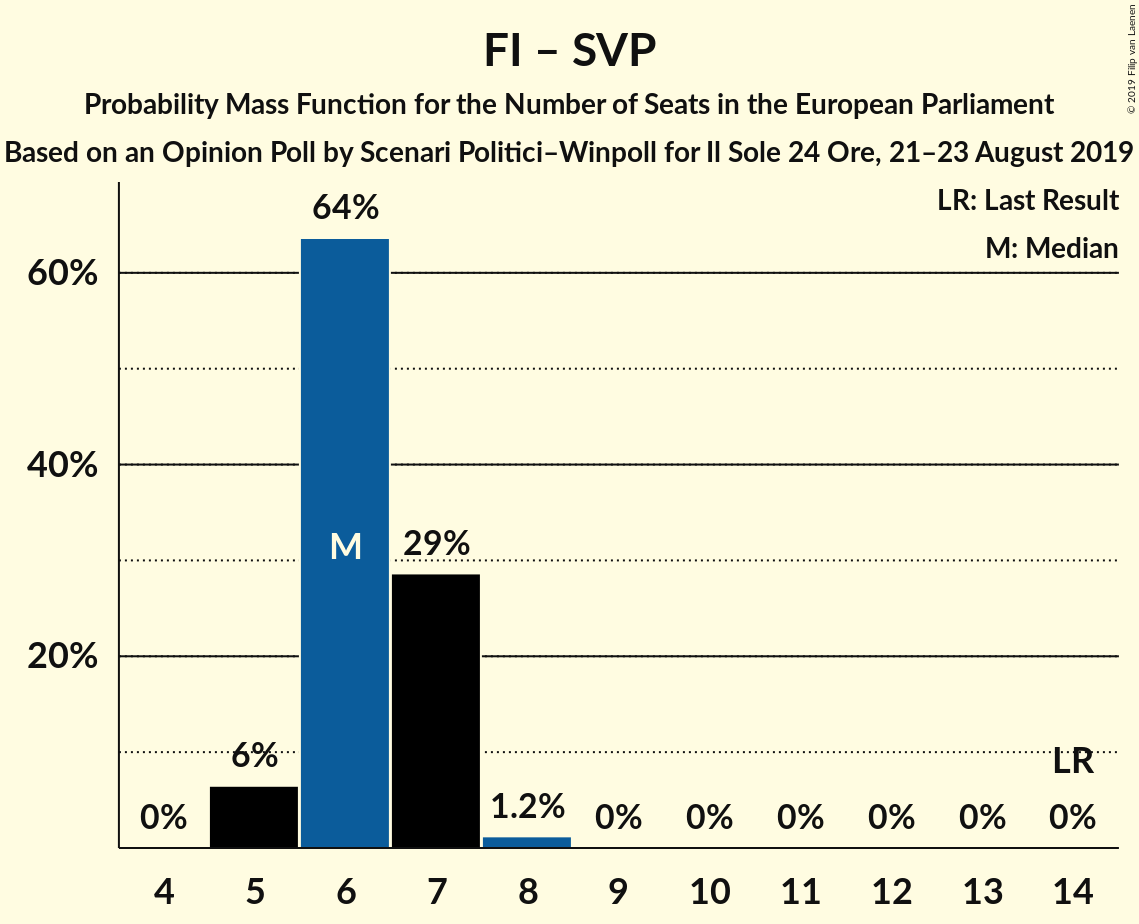 FI – SVP
Probability Mass Function for the Number of Seats in the European Parliament
Based on an Opinion Poll by Scenari Politici–Winpoll for Il Sole 24 Ore, 21–23 August 2019
© 2019 Filip van Laenen
LR: Last Result
M: Median
64%
60%
40%
M
29%
20%
6%
LR
0%
1.2%
0%
0%
0%
0%
0%
0%
4 5 6 7 8 9 10 11 12 13 14